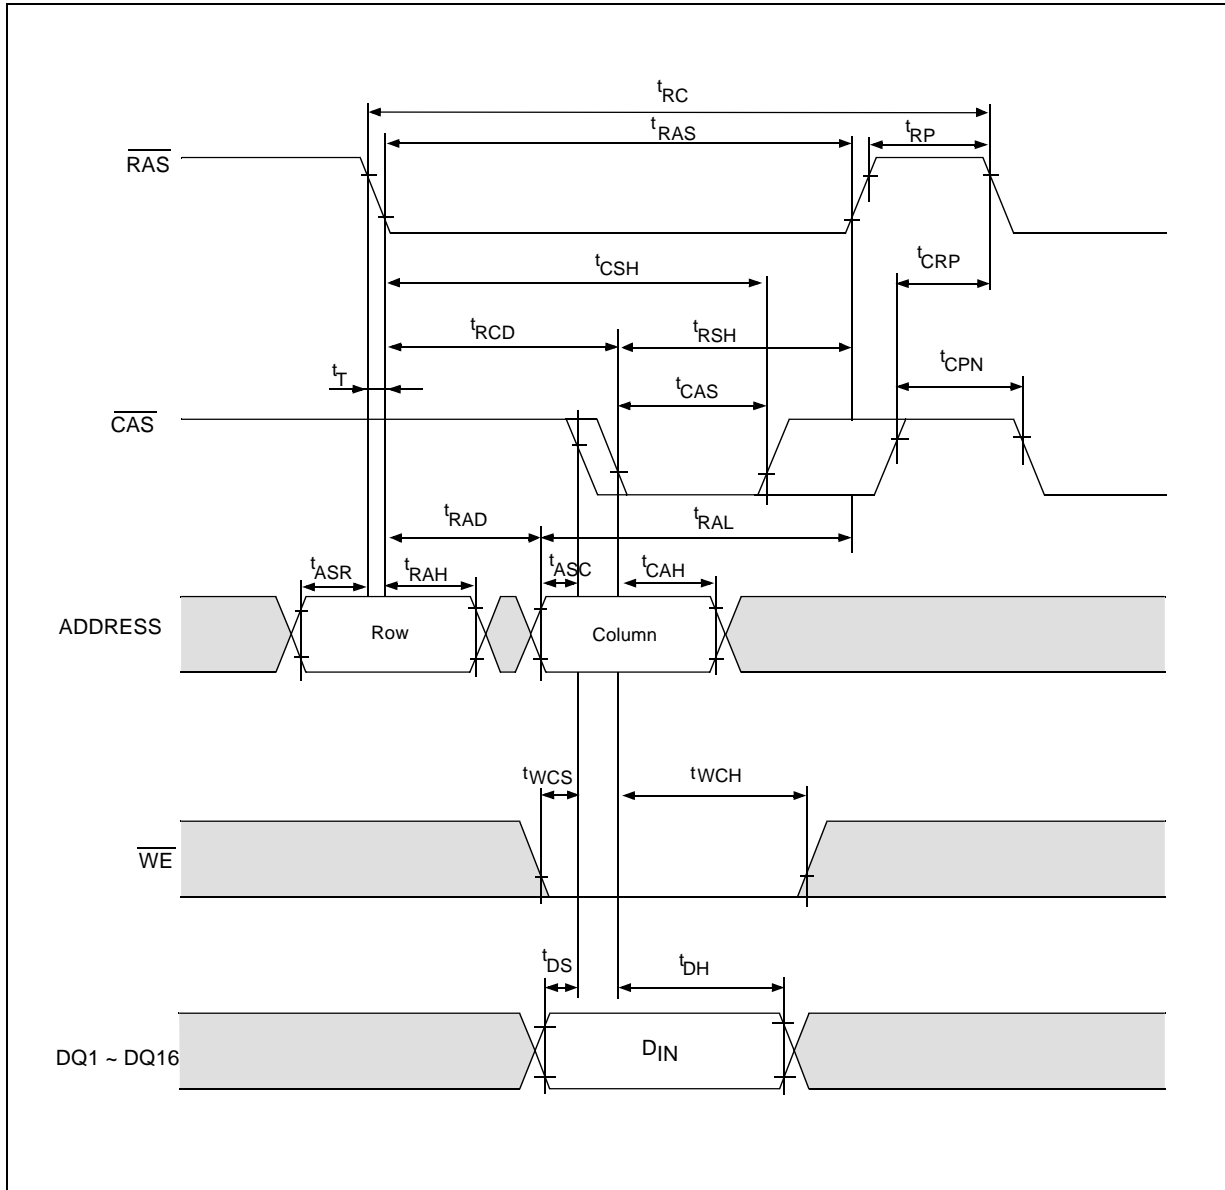 tRC
tRAS
tRP
RAS
tCSH
tCRP
tRCD
tRSH
tCPN
tT
tCAS
CAS
tRAD
tRAL
tASR
tRAH
tASC
tCAH
ADDRESS
Row
Column
tWCS
tWCH
WE
tDS
tDH
DQ1 ~ DQ16
DIN